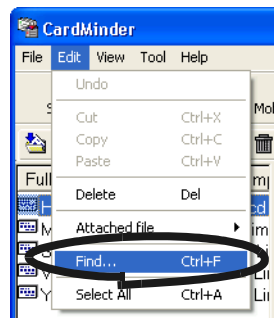 CardMinder
File Edit View Tool Help
Undo
Cut Ctrl+X
Copy Ctrl+C
Paste Ctrl+V
Delete Del
Attached file
Find... Ctrl+F
Select All Ctrl+A